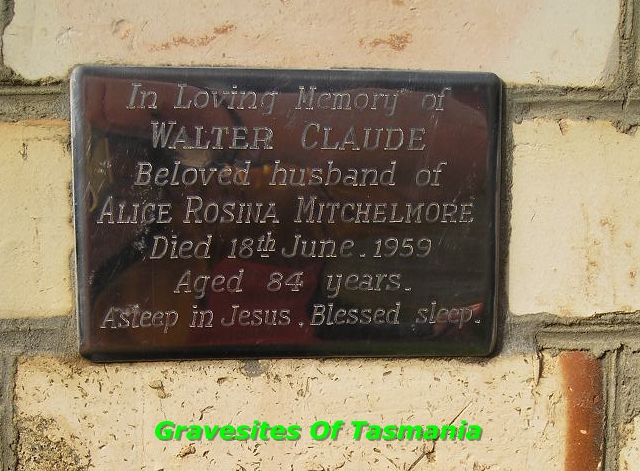 In Loving Memory of
WALTER CLAUDE
Beloved husband of
ALICE ROSINA MITCHELMORE
Died 18th June. 1959
Aged 84 years.
Asleep in Jesus. Blessed sleep.
Gravesites Of Tasmania